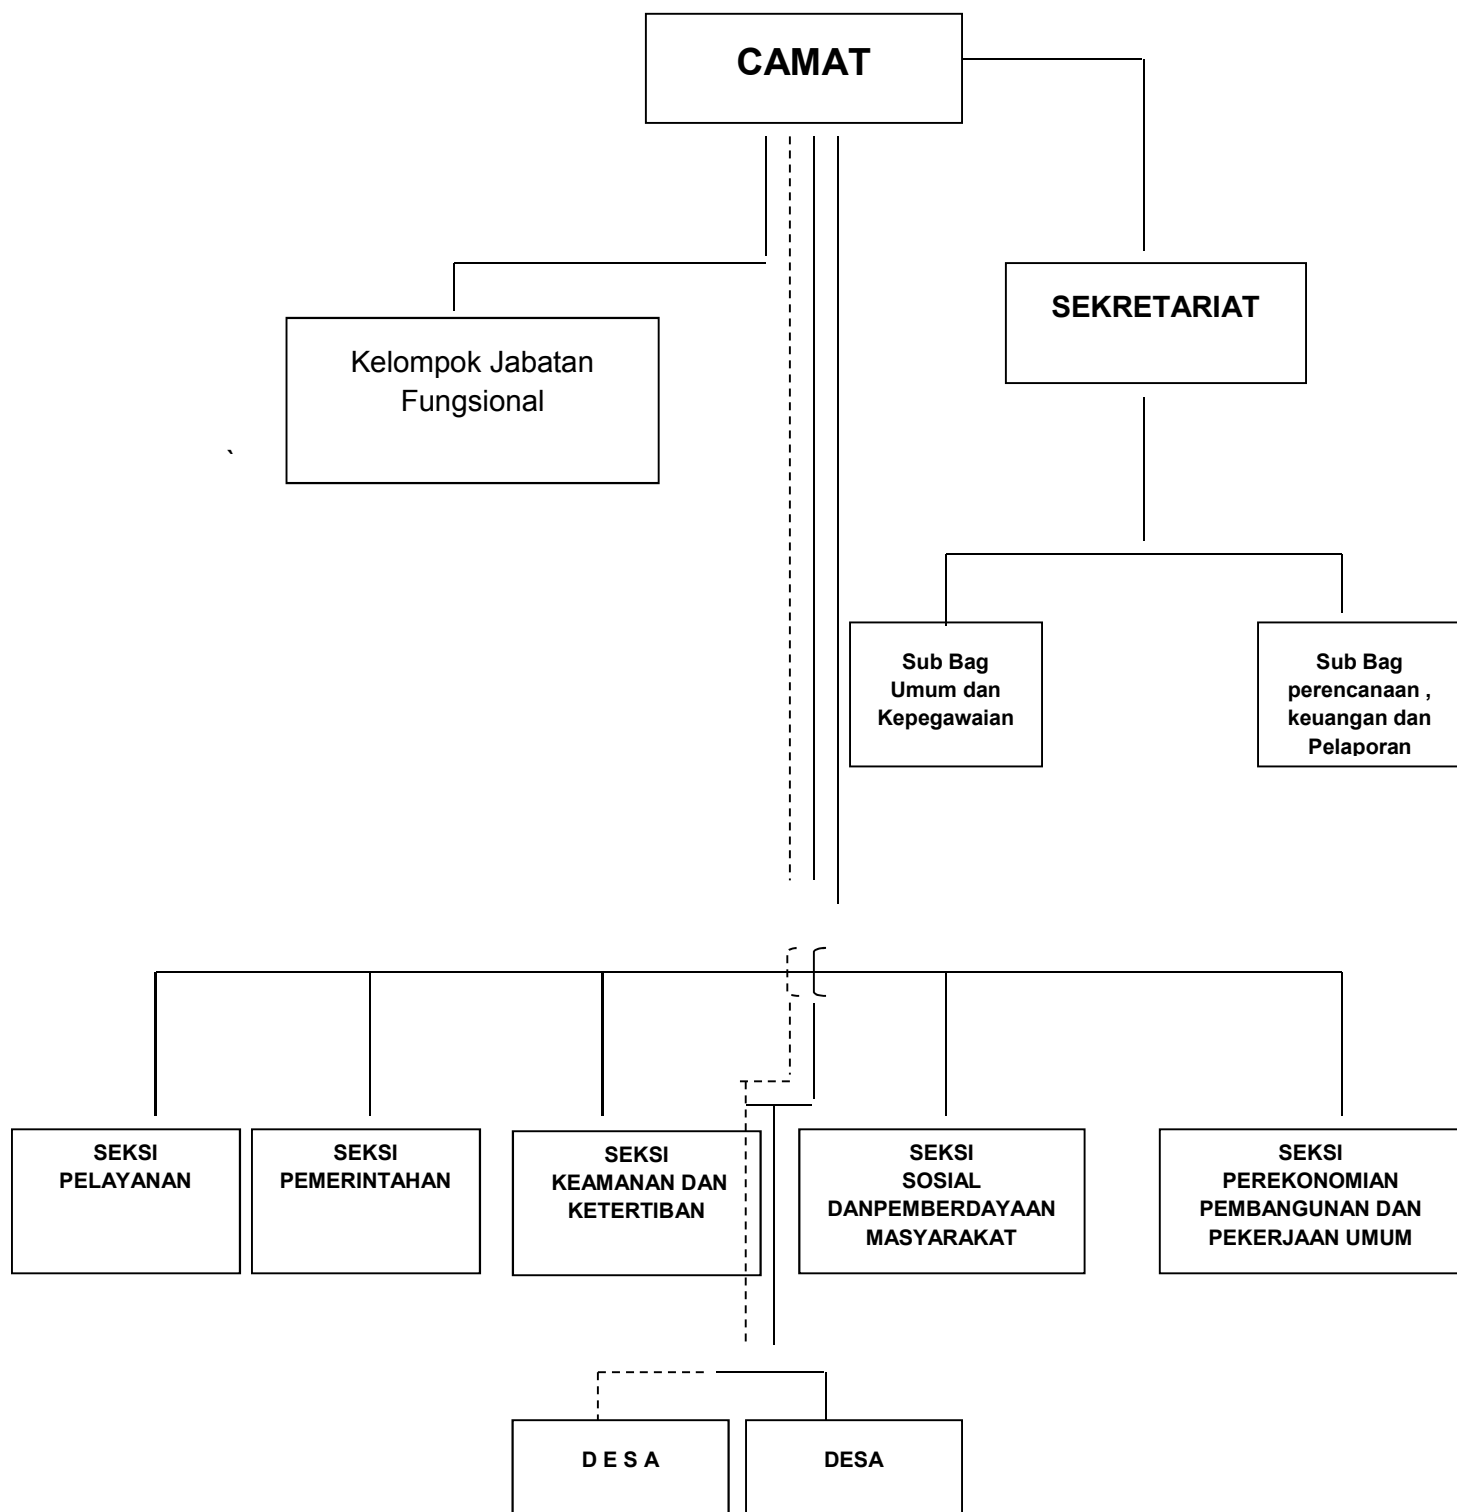 CAMAT
SEKRETARIAT
Kelompok Jabatan
Fungsional
`
Sub Bag
Umum dan
Kepegawaian
Sub Bag
perencanaan ,
keuangan dan
Pelaporan
SEKSI
PELAYANAN
SEKSI
PEMERINTAHAN
SEKSI
KEAMANAN DAN
KETERTIBAN
SEKSI
SOSIAL
DANPEMBERDAYAAN
MASYARAKAT
SEKSI
PEREKONOMIAN
PEMBANGUNAN DAN
PEKERJAAN UMUM
D E S A
DESA